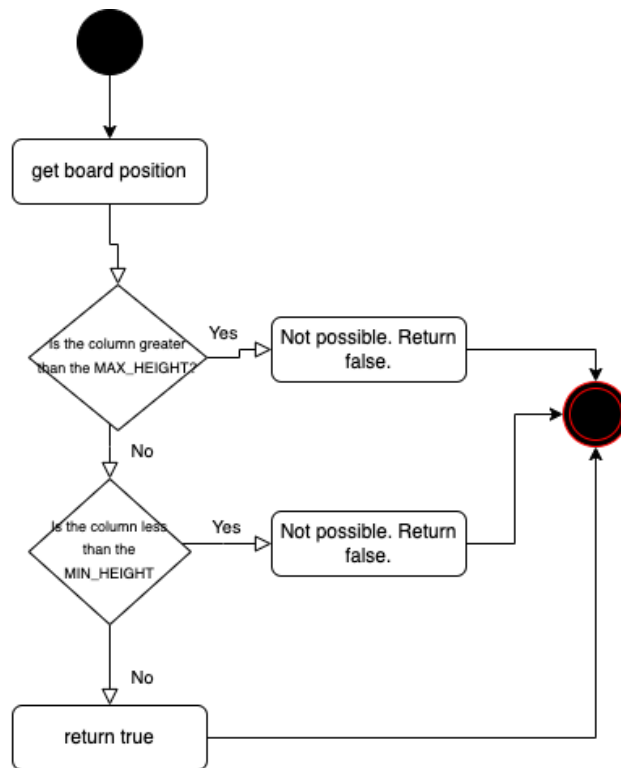 get board position
Is the column greater
than the MAX_HEIGHT?
Yes
Not possible. Return
false.
No
Is the column less
than the
MIN_HEIGHT
Yes
Not possible. Return
false.
No
return true